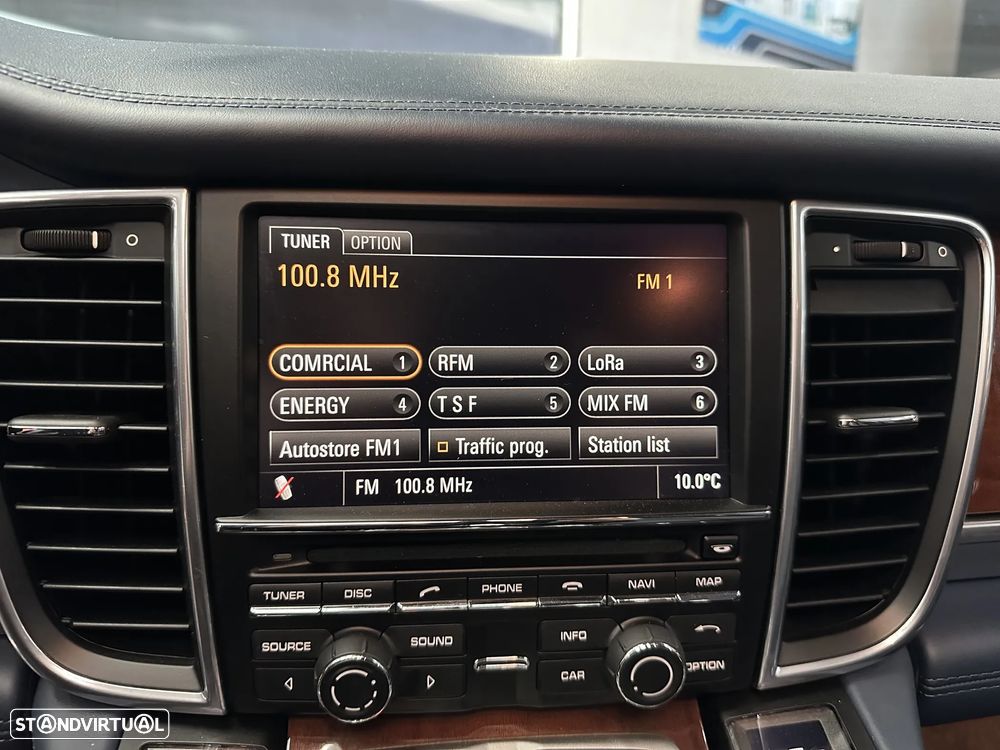 TUNER OPTION
100.8 MHz FM 1
COMRCIAL 1 RFM 2 LoRa 3
ENERGY 4 T S F 5 MIX FM 6
Autostore FM1 Traffic prog. Station list
FM 100.8 MHz 10.0°C
TUNER DISC PHONE NAVI MAP
SOURCE SOUND INFO
CAR OPTION
STANDVIRTUAL